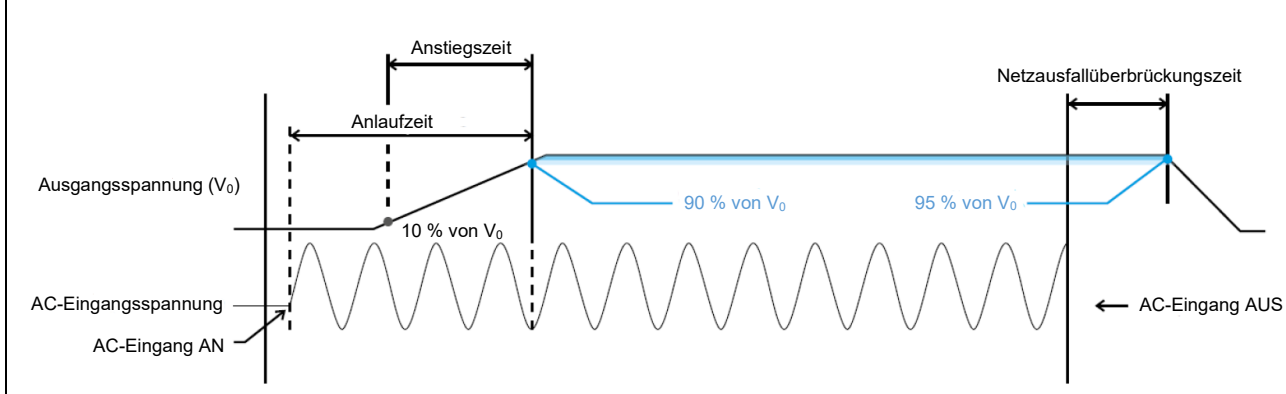 Anstiegszeit
Netzausfallüberbrückungszeit
Anlaufzeit
Ausgangsspannung (V₀)
90 % von V₀
95 % von V₀
10 % von V₀
AC-Eingangsspannung
AC-Eingang AUS
AC-Eingang AN